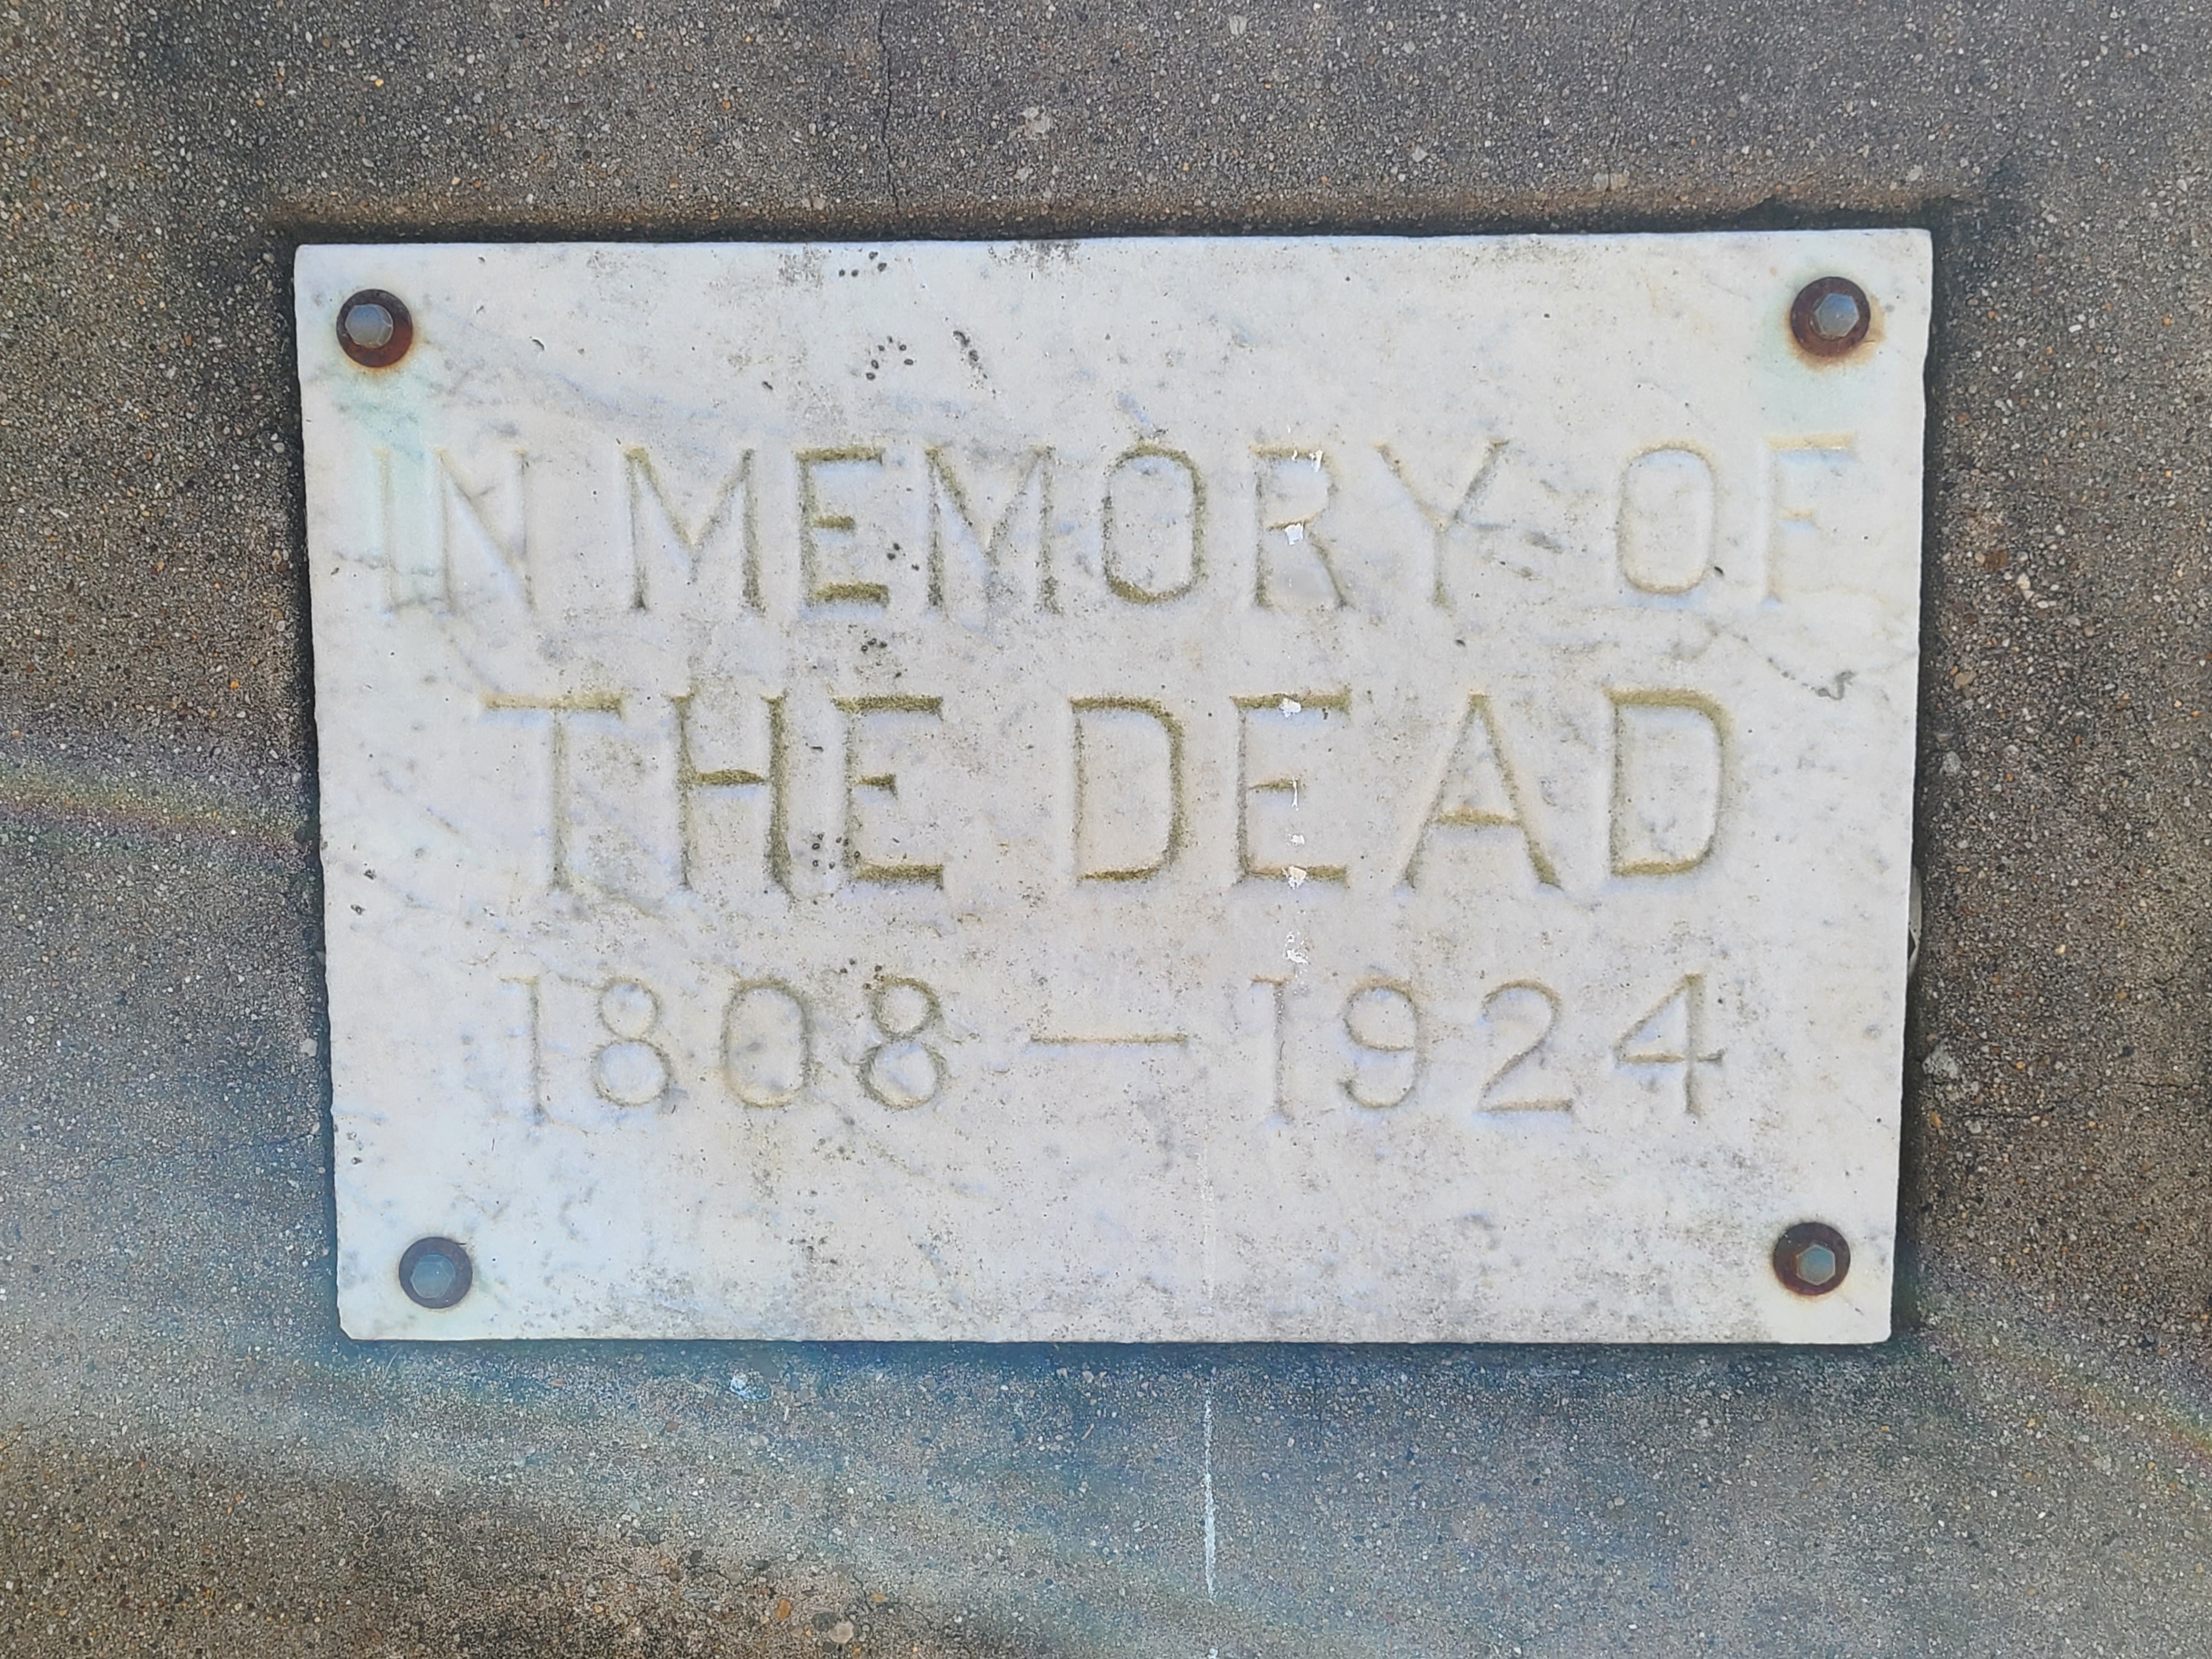 IN MEMORY OF
THE DEAD
1808 — 1924